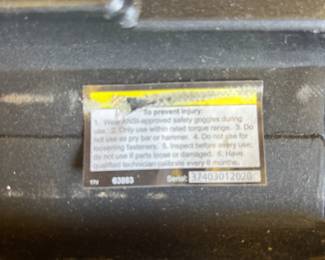 To prevent injury:
1. Wear ANSI-approved safety goggles during
use. 2. Only use within rated torque range. 3. Do
not use as pry bar or hammer. 4. Do not use for
loosening fasteners. 5. Inspect before every use;
do not use if parts loose or damaged. 6. Have
qualified technician calibrate every 6 months.
63883 Serial: 37403012020